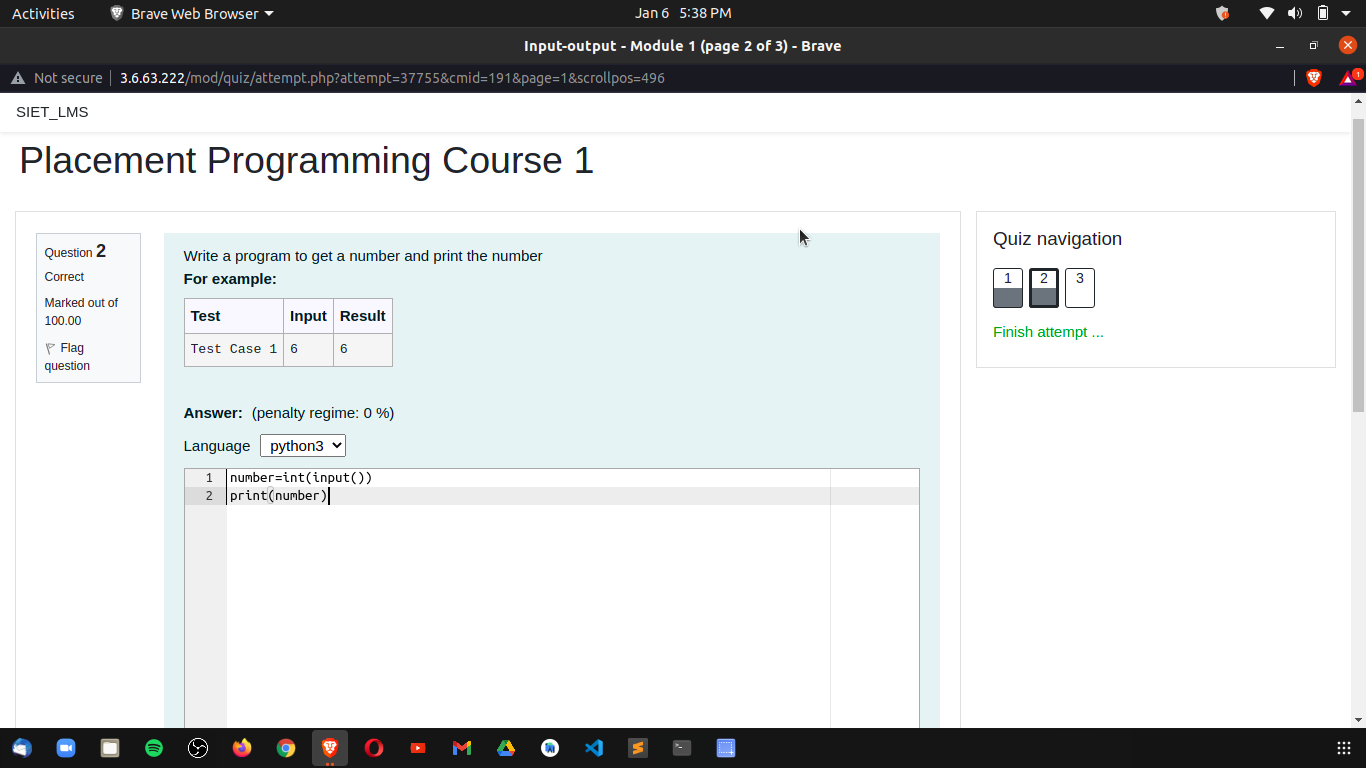 Activities
Brave Web Browser
Jan 6 5:38 PM
Input-output - Module 1 (page 2 of 3) - Brave
Not secure
3.6.63.222/mod/quiz/attempt.php?attempt=37755&cmid=191&page=1&scrollpos=496
1
SIET_LMS
Placement Programming Course 1
Question 2
Correct
Marked out of
100.00
Flag
question
Write a program to get a number and print the number
For example:
Test Input Result
Test Case 1 6 6
Answer: (penalty regime: 0 %)
Language python3
1 number=int(input())
2 print(number)
Quiz navigation
1 2 3
Finish attempt ...